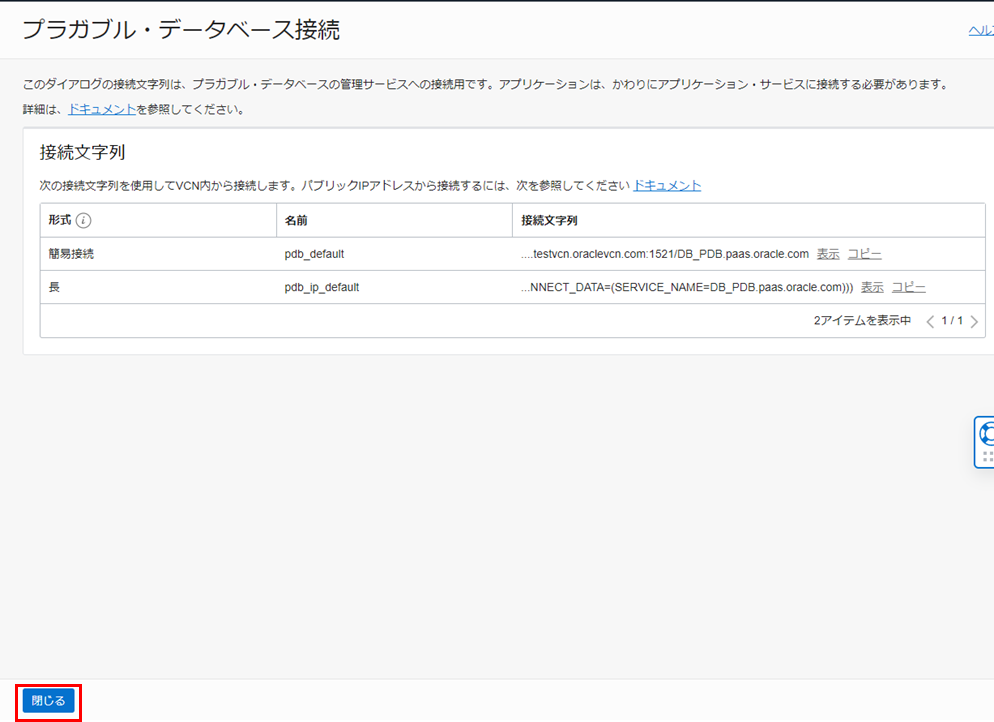 プラガブル・データベース接続
ヘル
このダイアログの接続文字列は、プラガブル・データベースの管理サービスへの接続用です。アプリケーションは、かわりにアプリケーション・サービスに接続する必要があります。
詳細は、ドキュメントを参照してください。
接続文字列
次の接続文字列を使用してVCN内から接続します。パブリックIPアドレスから接続するには、次を参照してください ドキュメント
形式 名前 接続文字列
簡易接続 pdb_default ....testvcn.oraclevcn.com:1521/DB_PDB.paas.oracle.com 表示 コピー
長 pdb_ip_default ...NNECT_DATA=(SERVICE_NAME=DB_PDB.paas.oracle.com))) 表示 コピー
2アイテムを表示中 1 / 1
閉じる